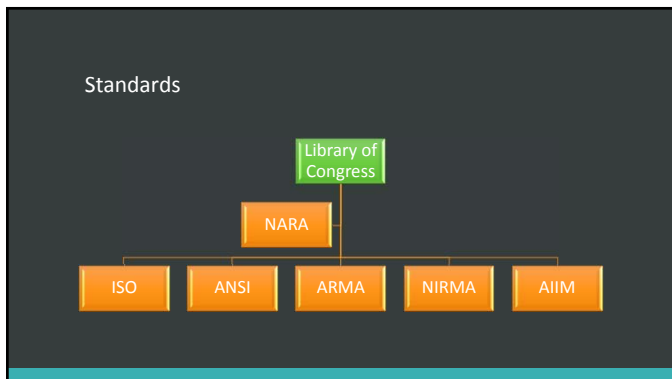 Standards
Library of
Congress
NARA
ISO
ANSI
ARMA
NIRMA
AIIM